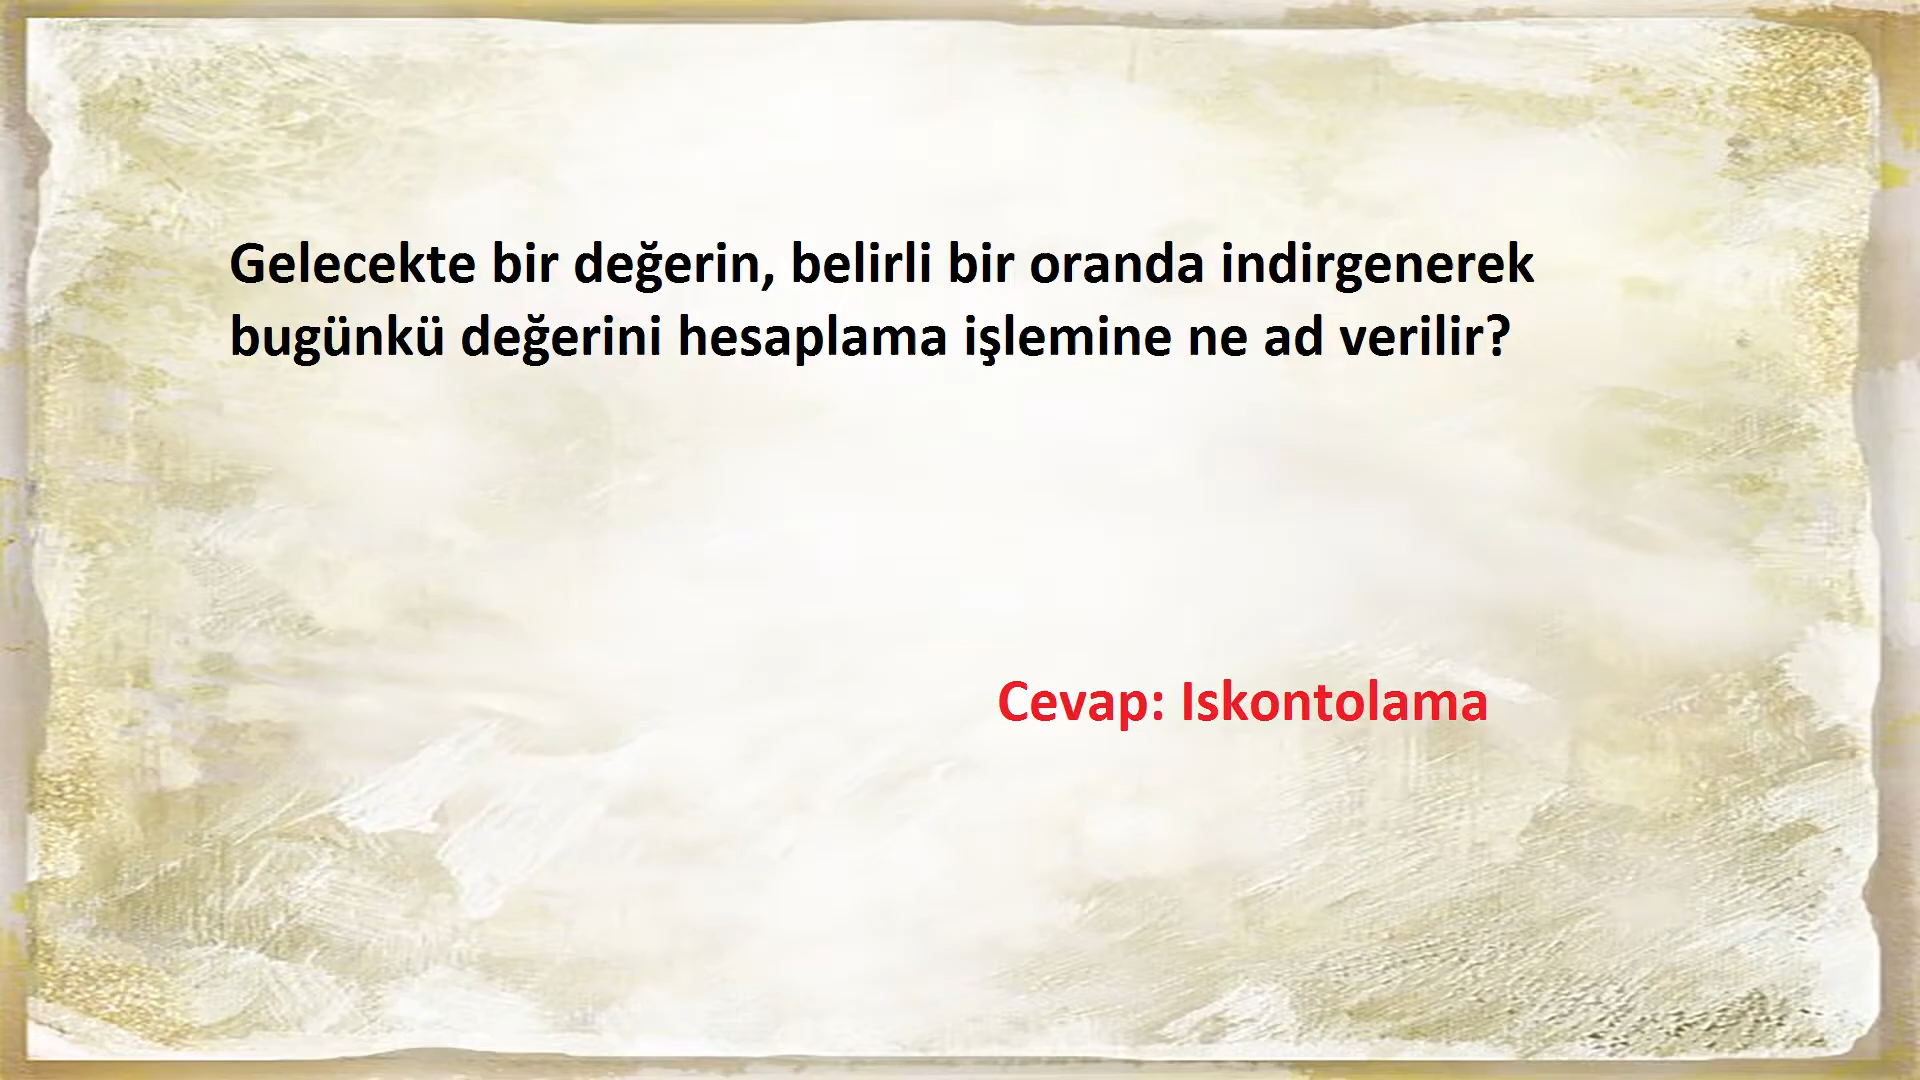 Gelecekte bir değerin, belirli bir oranda indirgenerek
bugünkü değerini hesaplama işlemine ne ad verilir?
Cevap: Iskontolama